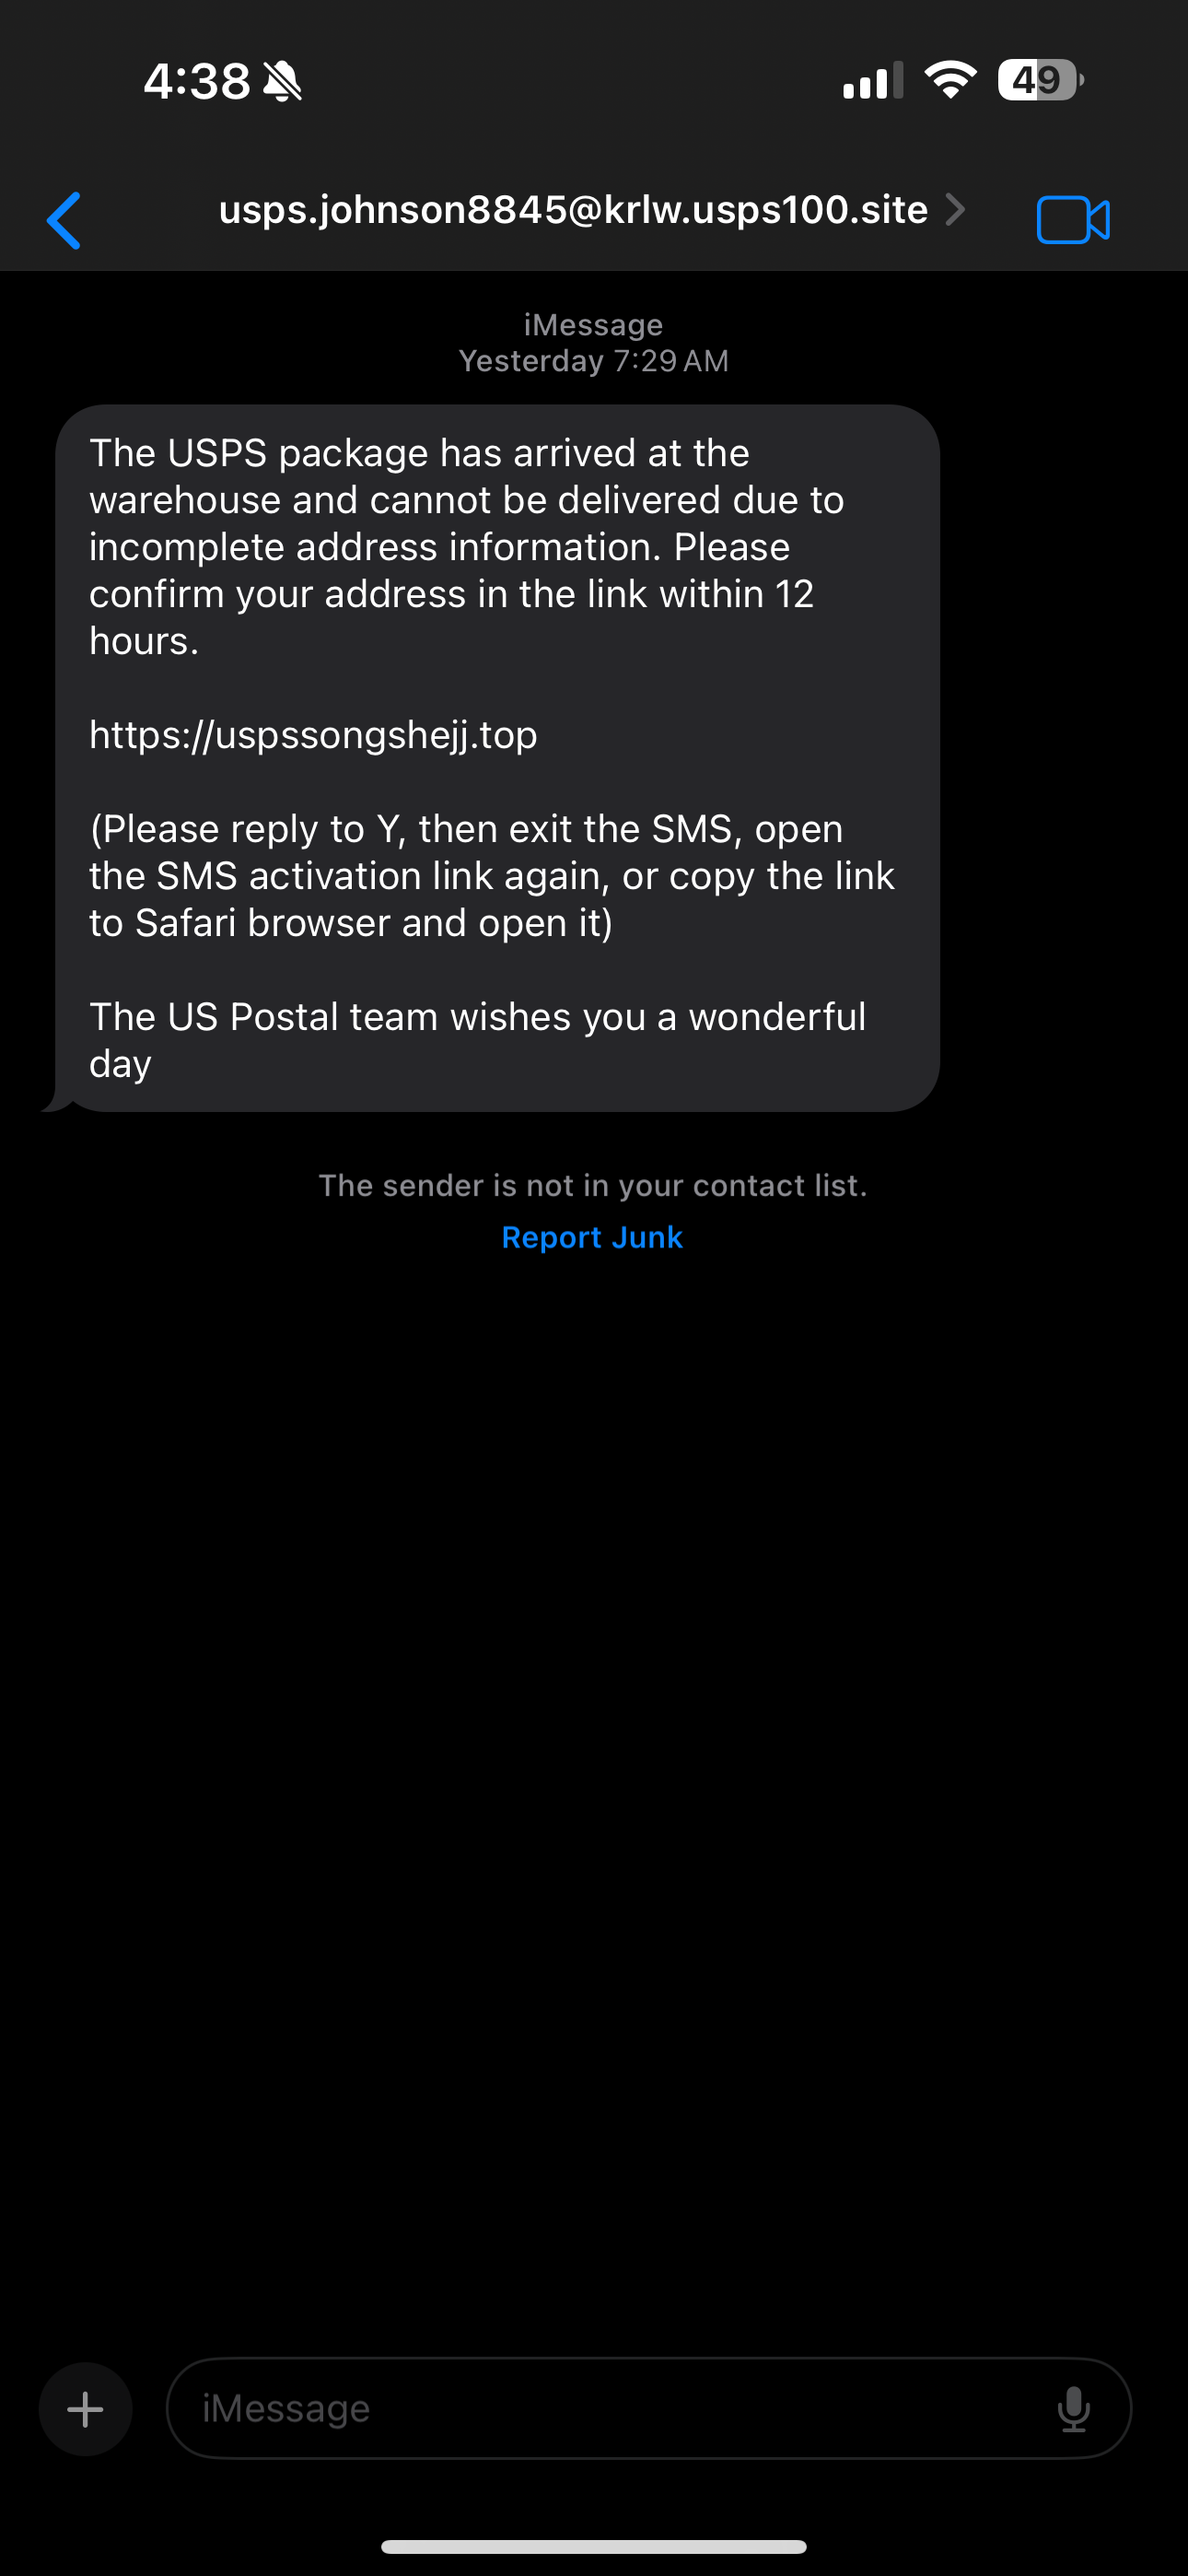 4:38
49
usps.johnson8845@krlw.usps100.site
iMessage
Yesterday 7:29 AM
The USPS package has arrived at the
warehouse and cannot be delivered due to
incomplete address information. Please
confirm your address in the link within 12
hours.
https://uspssongshejj.top
(Please reply to Y, then exit the SMS, open
the SMS activation link again, or copy the link
to Safari browser and open it)
The US Postal team wishes you a wonderful
day
The sender is not in your contact list.
Report Junk
iMessage